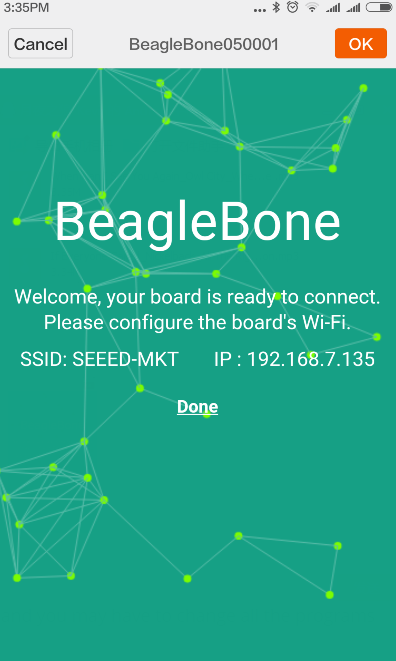 3:35PM
Cancel BeagleBone050001 OK
BeagleBone
Welcome, your board is ready to connect.
Please configure the board's Wi-Fi.
SSID: SEEED-MKT IP : 192.168.7.135
Done